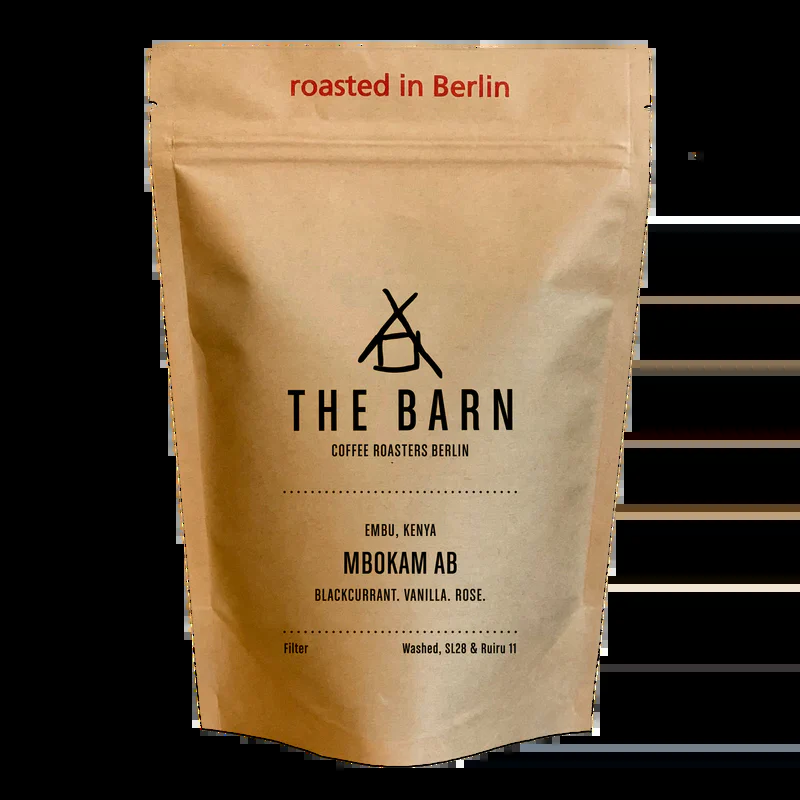 roasted in Berlin
THE BARN
COFFEE ROASTERS BERLIN
EMBU, KENYA
MBOKAM AB
BLACKCURRANT. VANILLA. ROSE.
Filter Washed, SL28 & Ruiru 11